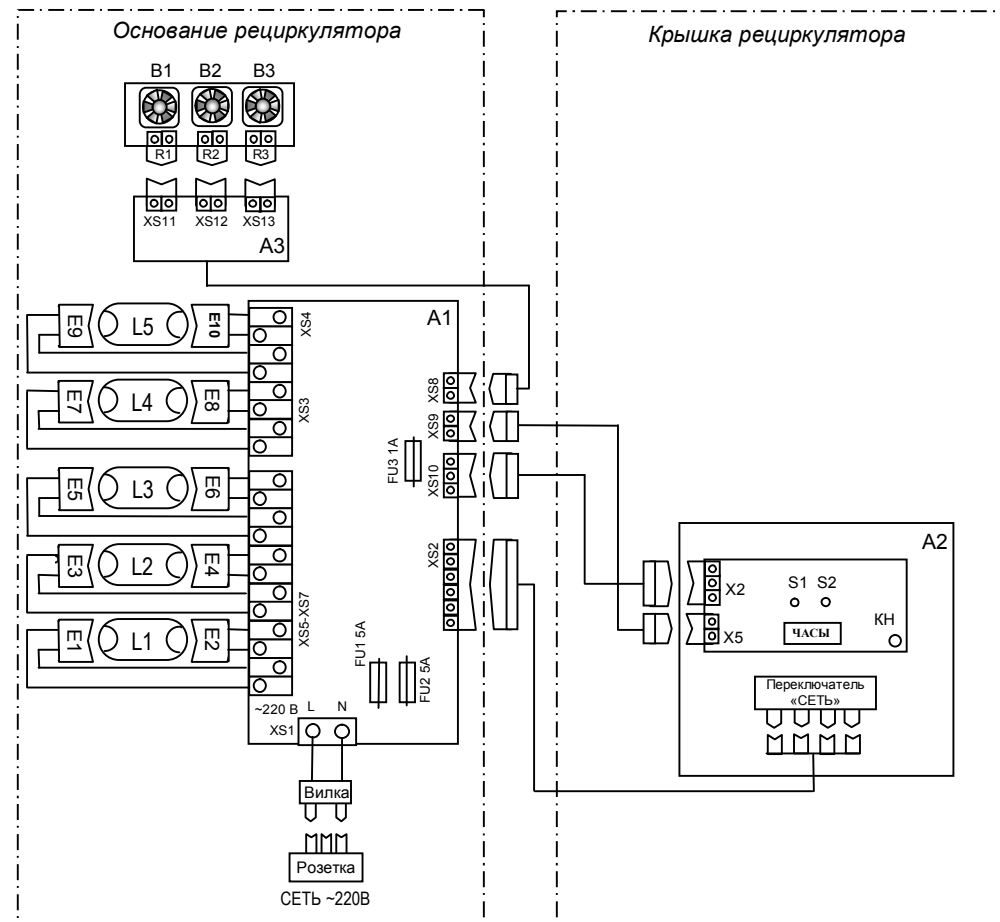 Основание рециркулятора
Крышка рециркулятора
B1 B2 B3
R1 R2 R3
XS11 XS12 XS13
A3
A1
E9 L5 E10
XS4
E7 L4 E8
XS3
XS8
XS9
FU3 1A
XS10
E5 L3 E6
XS2
E3 L2 E4
XS5-XS7
E1 L1 E2
FU1 5A
FU2 5A
~220 В L N
XS1
Вилка
Розетка
СЕТЬ ~220В
A2
X2
S1 S2
КН
X5
ЧАСЫ
Переключатель
«СЕТЬ»